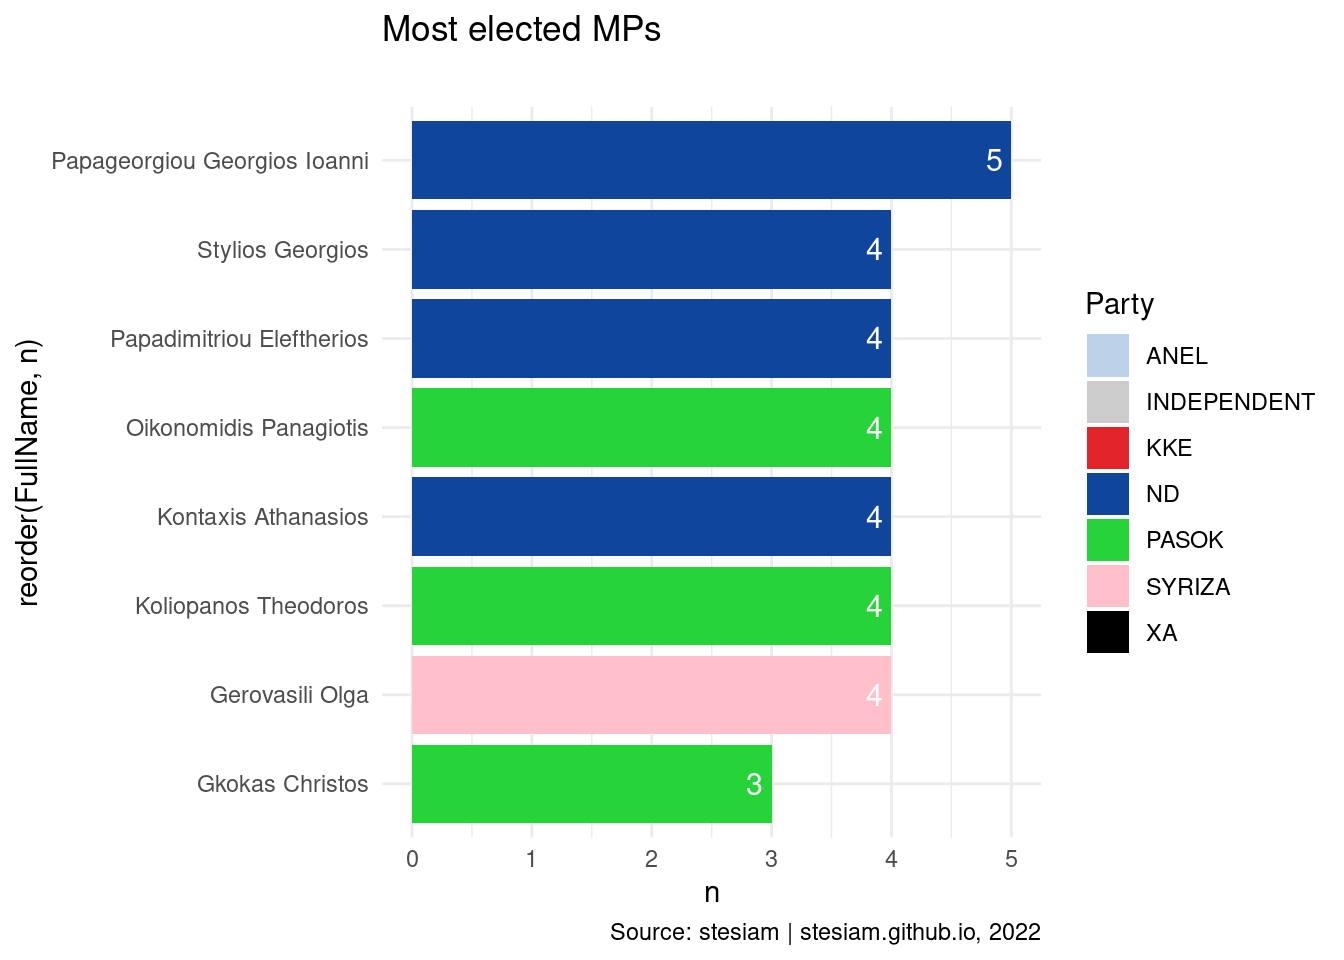 Most elected MPs
reorder(FullName, n)
Papageorgiou Georgios Ioanni
5
Stylios Georgios
4
Papadimitriou Eleftherios
4
Oikonomidis Panagiotis
4
Kontaxis Athanasios
4
Koliopanos Theodoros
4
Gerovasili Olga
4
Gkokas Christos
3
0 1 2 3 4 5
n
Party
ANEL
INDEPENDENT
KKE
ND
PASOK
SYRIZA
XA
Source: stesiam | stesiam.github.io, 2022